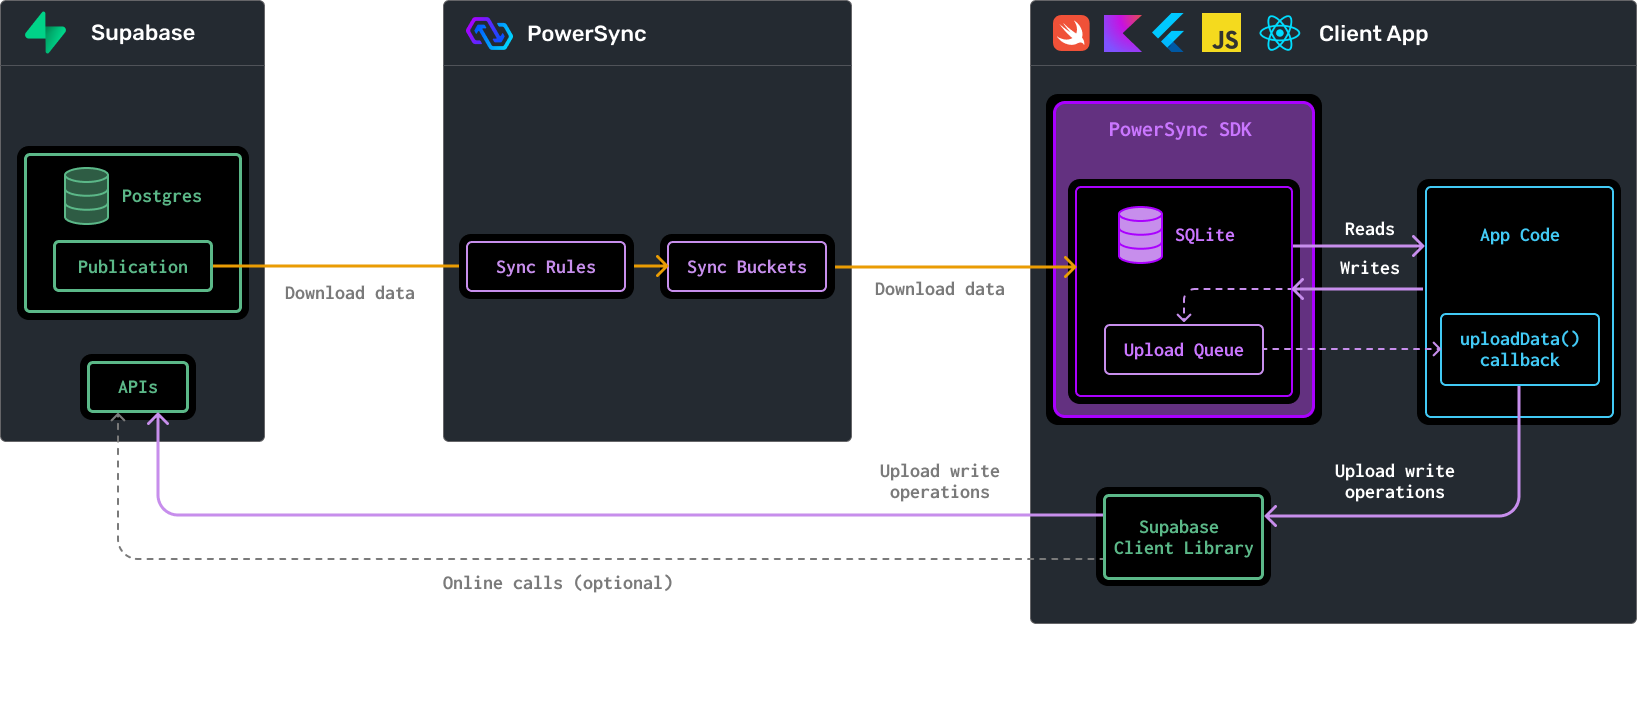 Supabase
PowerSync
JS
Client App
PowerSync SDK
Postgres
Publication
Download data
Sync Rules
Sync Buckets
Download data
SQLite
Reads
Writes
App Code
Upload Queue
uploadData()
callback
APIs
Upload write
operations
Upload write
operations
Supabase
Client Library
Online calls (optional)